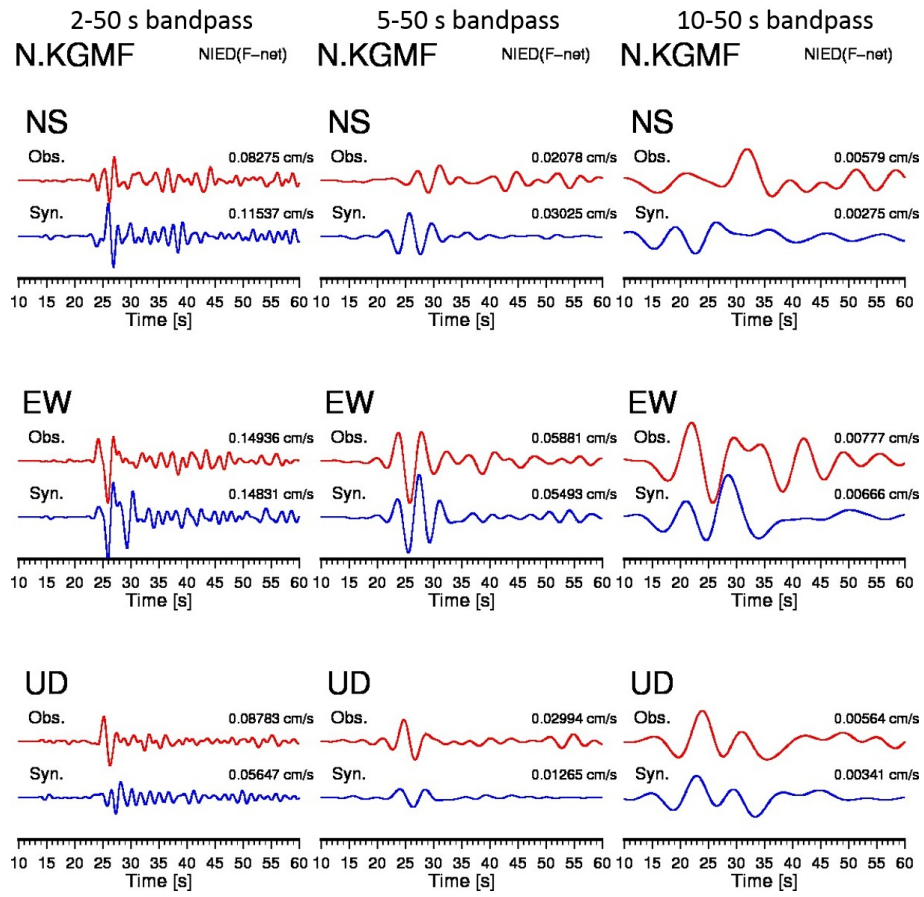 2-50 s bandpass 5-50 s bandpass 10-50 s bandpass
N.KGMF NIED(F-net) N.KGMF NIED(F-net) N.KGMF NIED(F-net)
NS NS NS
Obs. 0.08275 cm/s Obs. 0.02078 cm/s Obs. 0.00579 cm/s
Syn. 0.11537 cm/s Syn. 0.03025 cm/s Syn. 0.00275 cm/s
10 15 20 25 30 35 40 45 50 55 60 10 15 20 25 30 35 40 45 50 55 60 10 15 20 25 30 35 40 45 50 55 60
Time [s] Time [s] Time [s]
EW EW EW
Obs. 0.14936 cm/s Obs. 0.05881 cm/s Obs. 0.00777 cm/s
Syn. 0.14831 cm/s Syn. 0.05493 cm/s Syn. 0.00666 cm/s
10 15 20 25 30 35 40 45 50 55 60 10 15 20 25 30 35 40 45 50 55 60 10 15 20 25 30 35 40 45 50 55 60
Time [s] Time [s] Time [s]
UD UD UD
Obs. 0.08783 cm/s Obs. 0.02994 cm/s Obs. 0.00564 cm/s
Syn. 0.05647 cm/s Syn. 0.01265 cm/s Syn. 0.00341 cm/s
10 15 20 25 30 35 40 45 50 55 60 10 15 20 25 30 35 40 45 50 55 60 10 15 20 25 30 35 40 45 50 55 60
Time [s] Time [s] Time [s]